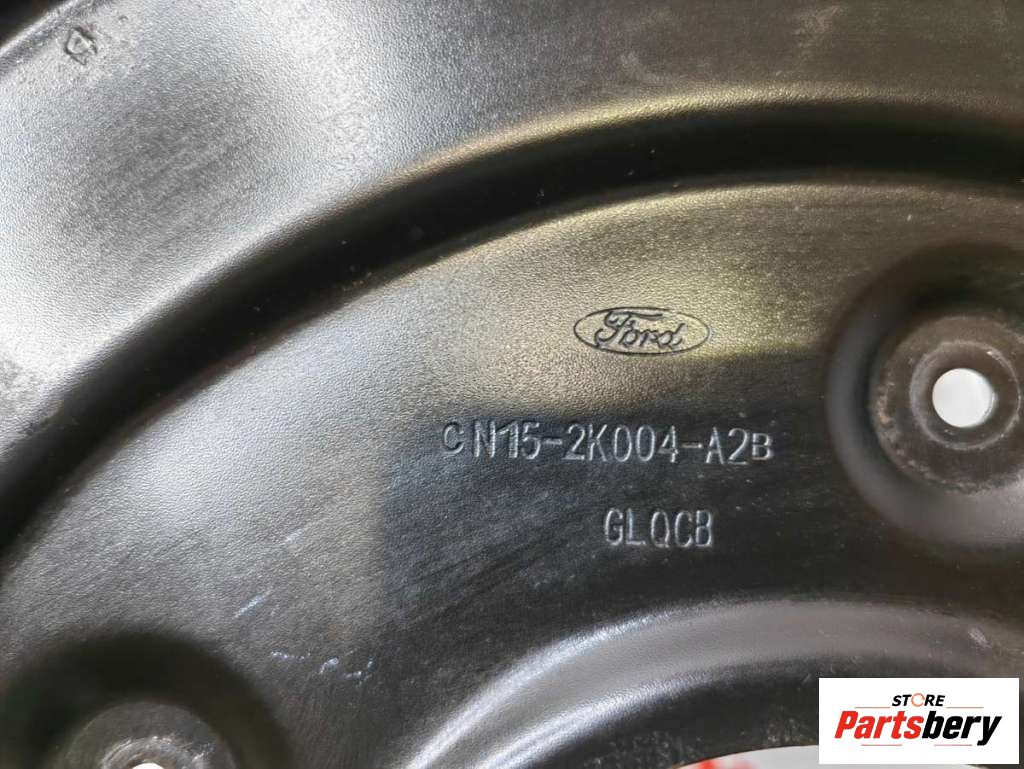 Ford
CN15-2K004-A2B
GLQCB
STORE
Partsbery